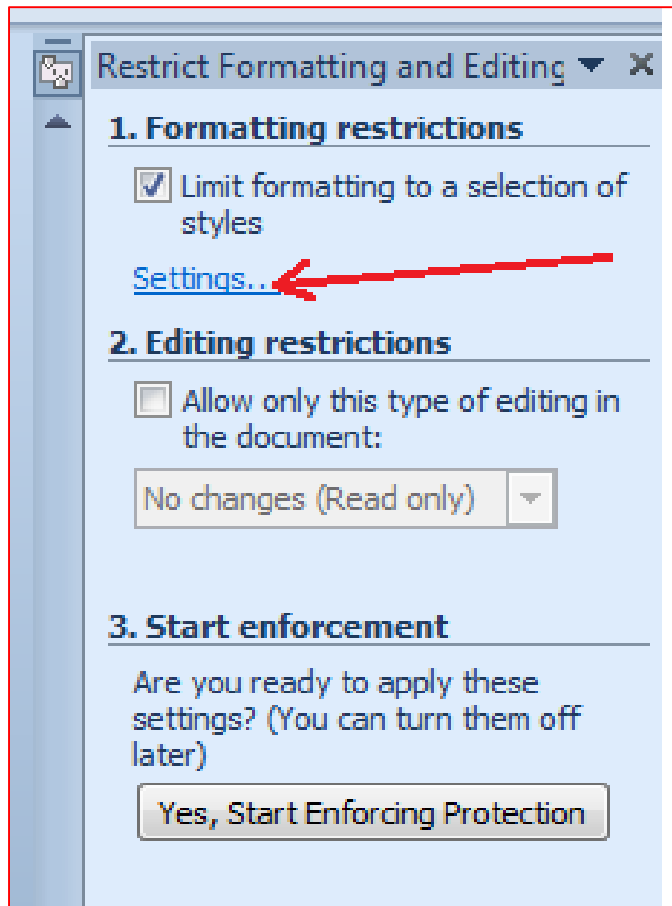 Restrict Formatting and Editing
1. Formatting restrictions
Limit formatting to a selection of
styles
Settings...
2. Editing restrictions
Allow only this type of editing in
the document:
No changes (Read only)
3. Start enforcement
Are you ready to apply these
settings? (You can turn them off
later)
Yes, Start Enforcing Protection